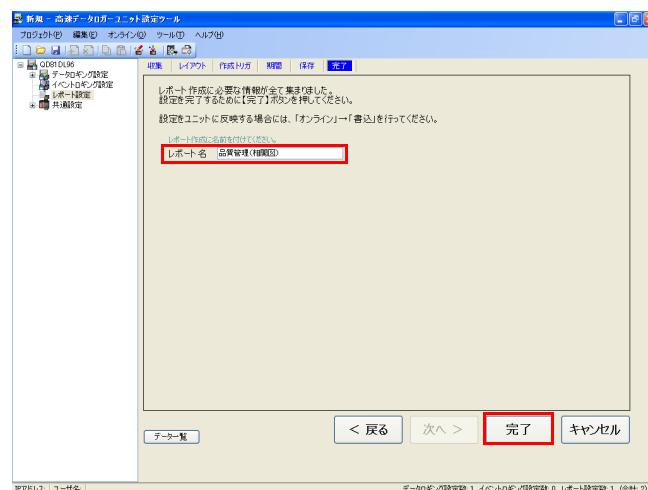 新規 - 高速データロガーユニット設定ツール
プロジェクト(P) 編集(E) オンライン(O) ツール(T) ヘルプ(H)
QD81DL96
データロギング設定
イベントロギング設定
レポート設定
共通設定
収集 レイアウト 作成トリガ 期間 保存 完了
レポート作成に必要な情報が全て集まりました。
設定を完了するために【完了】ボタンを押してください。
設定をユニットに反映する場合には、「オンライン」→「書込」を行ってください。
レポート作成に名前を付けてください。
レポート名 品質管理(相関図)
データ一覧
< 戻る 次へ > 完了 キャンセル
IPアドレス: ユーザ名: データロギング設定数: 1 イベントロギング設定数: 0 レポート設定数: 1 (合計: 2)